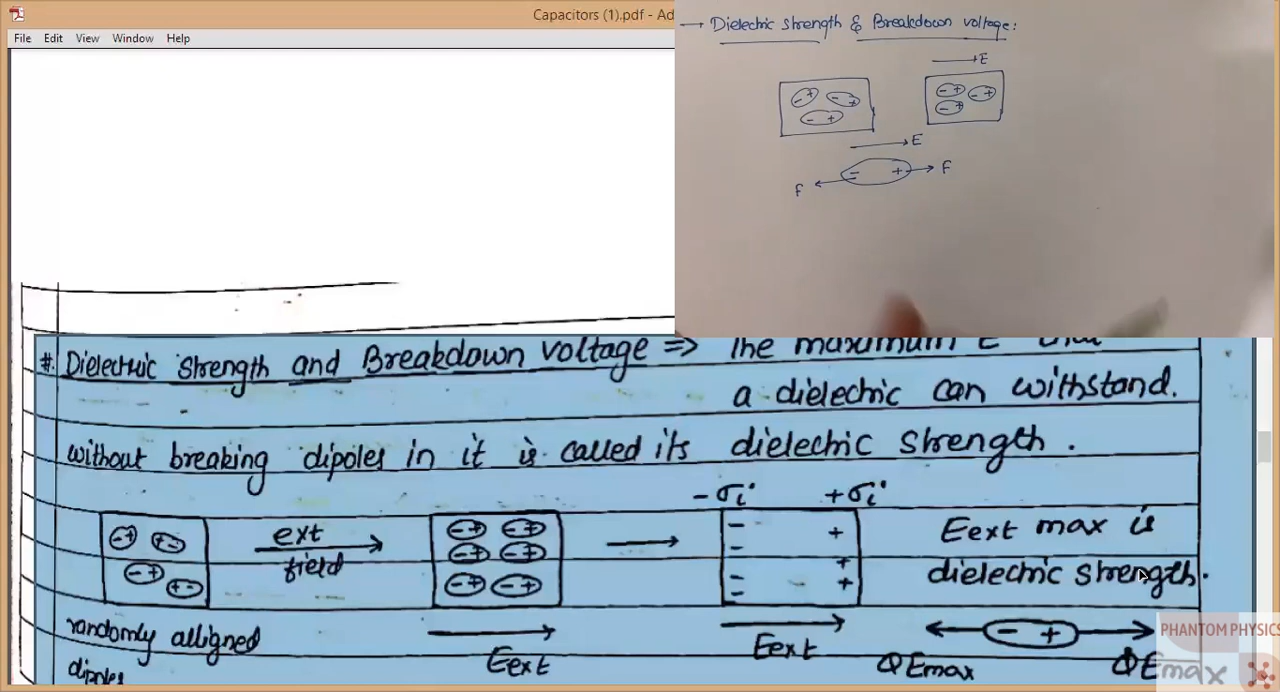 Capacitors (1).pdf - Ad
File Edit View Window Help
→ Dielectric strength & Breakdown voltage:
→ E
- + - + - +
- + - + - +
→ E
F ← - + → F
# Dielectric strength and Breakdown voltage ⇒ The maximum E that
a dielectric can withstand.
without breaking dipoles in it is called its dielectric strength.
-σi +σi
ext
field
Eext max is
dielectric strength.
randomly alligned
dipoles
Eext
Eext
- +
QEmax
QEmax
PHANTOM PHYSICS